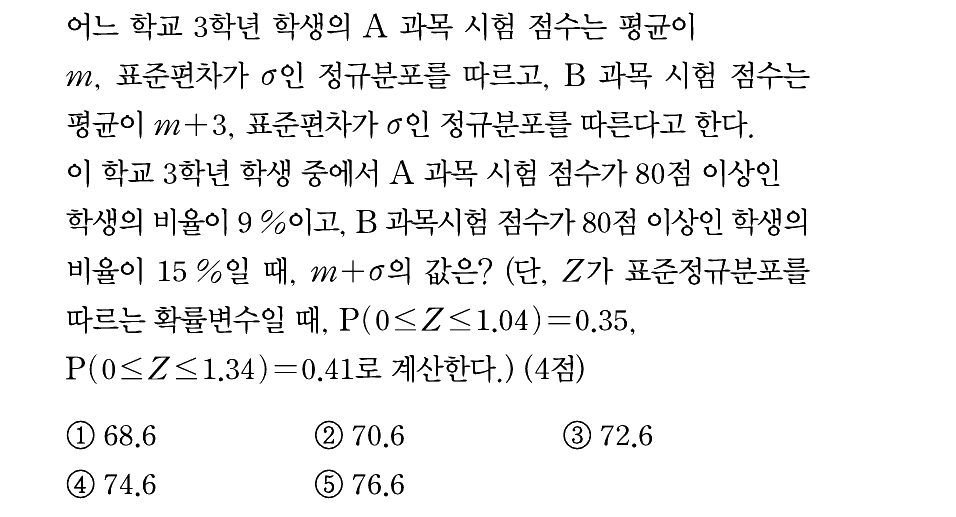 어느 학교 3학년 학생의 A 과목 시험 점수는 평균이
m, 표준편차가 σ인 정규분포를 따르고, B 과목 시험 점수는
평균이 m+3, 표준편차가 σ인 정규분포를 따른다고 한다.
이 학교 3학년 학생 중에서 A 과목 시험 점수가 80점 이상인
학생의 비율이 9 %이고, B 과목시험 점수가 80점 이상인 학생의
비율이 15 %일 때, m+σ의 값은? (단, Z가 표준정규분포를
따르는 확률변수일 때, P(0≤Z≤1.04)=0.35,
P(0≤Z≤1.34)=0.41로 계산한다.) (4점)
① 68.6 ② 70.6 ③ 72.6
④ 74.6 ⑤ 76.6